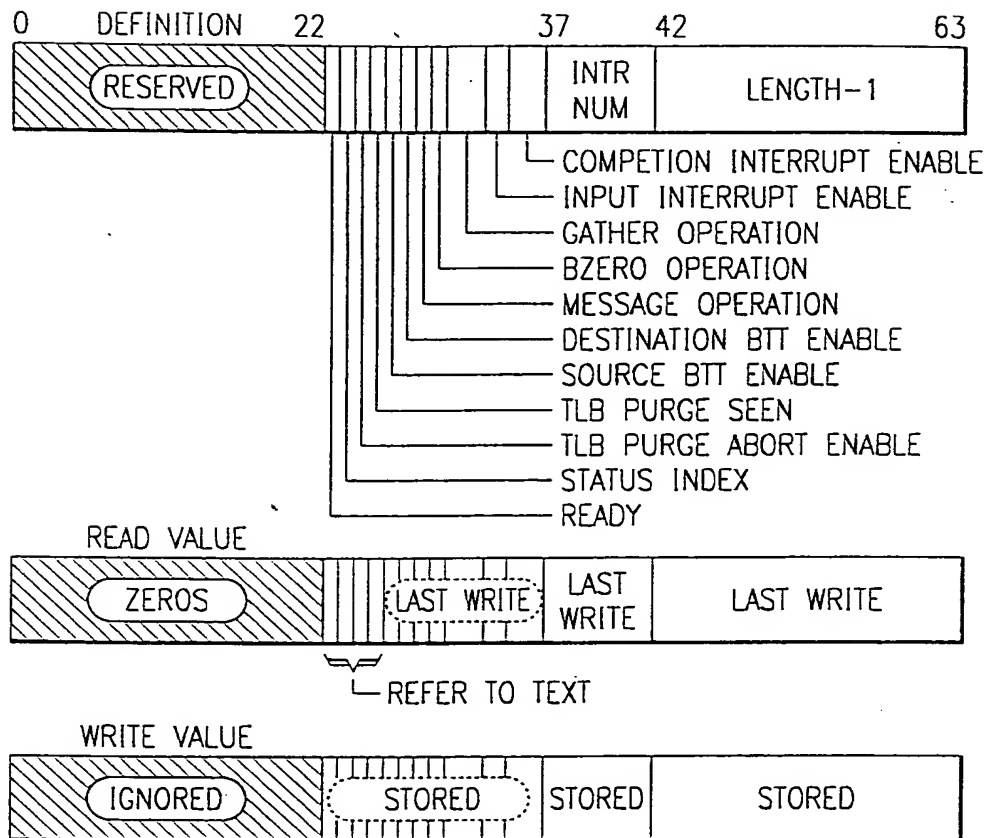 0 DEFINITION 22 37 42 63
RESERVED INTR NUM LENGTH-1
COMPETION INTERRUPT ENABLE
INPUT INTERRUPT ENABLE
GATHER OPERATION
BZERO OPERATION
MESSAGE OPERATION
DESTINATION BTT ENABLE
SOURCE BTT ENABLE
TLB PURGE SEEN
TLB PURGE ABORT ENABLE
STATUS INDEX
READY
READ VALUE
ZEROS LAST WRITE LAST WRITE LAST WRITE
REFER TO TEXT
WRITE VALUE
IGNORED STORED STORED STORED